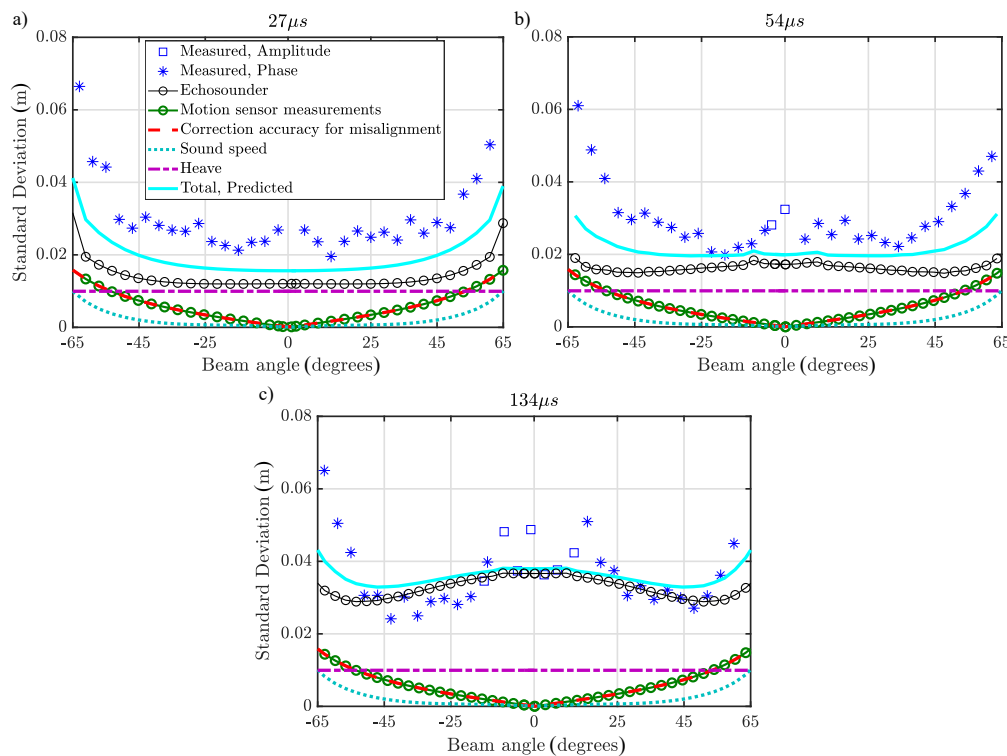 a)
27μs
Standard Deviation (m)
0.08
0.06
0.04
0.02
0
Measured, Amplitude
Measured, Phase
Echosounder
Motion sensor measurements
Correction accuracy for misalignment
Sound speed
Heave
Total, Predicted
-65 -45 -25 0 25 45 65
Beam angle (degrees)
b)
54μs
0.08
0.06
0.04
0.02
0
-65 -45 -25 0 25 45 65
Beam angle (degrees)
c)
134μs
Standard Deviation (m)
0.08
0.06
0.04
0.02
0
-65 -45 -25 0 25 45 65
Beam angle (degrees)